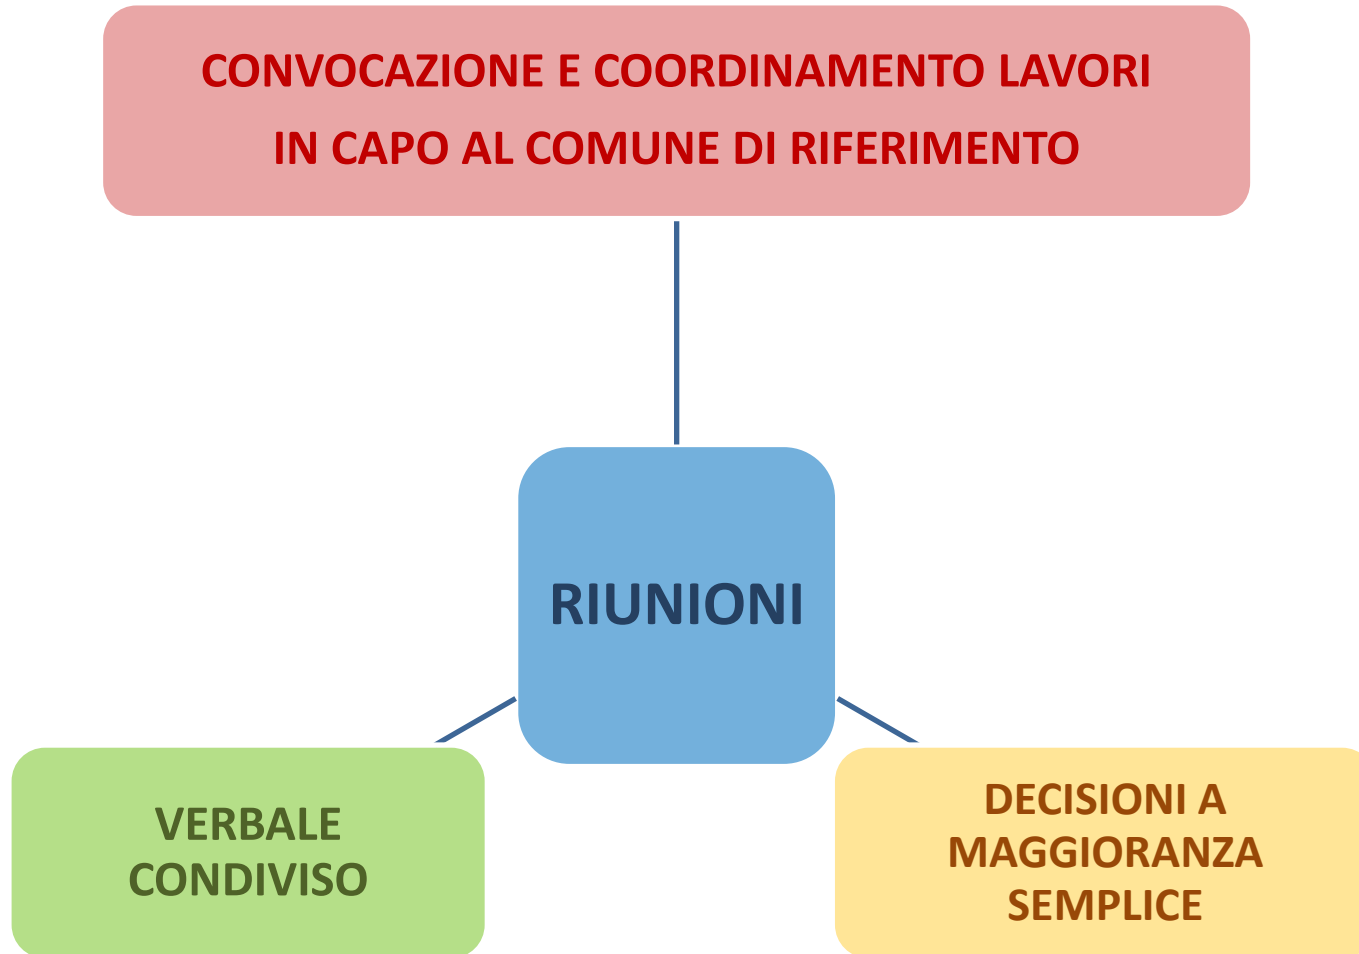 CONVOCAZIONE E COORDINAMENTO LAVORI
IN CAPO AL COMUNE DI RIFERIMENTO
RIUNIONI
VERBALE
CONDIVISO
DECISIONI A
MAGGIORANZA
SEMPLICE